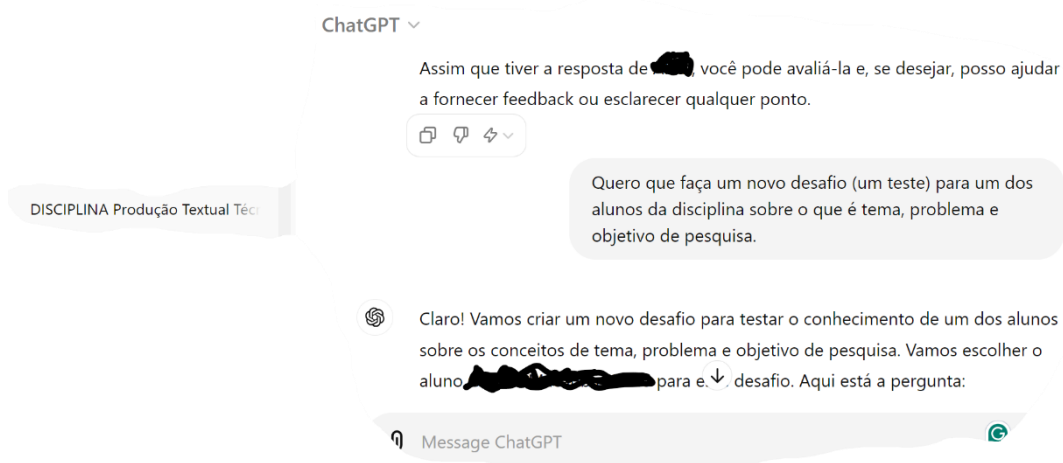 ChatGPT
Assim que tiver a resposta de , você pode avaliá-la e, se desejar, posso ajudar
a fornecer feedback ou esclarecer qualquer ponto.
DISCIPLINA Produção Textual Téc
Quero que faça um novo desafio (um teste) para um dos
alunos da disciplina sobre o que é tema, problema e
objetivo de pesquisa.
Claro! Vamos criar um novo desafio para testar o conhecimento de um dos alunos
sobre os conceitos de tema, problema e objetivo de pesquisa. Vamos escolher o
aluno para desafio. Aqui está a pergunta:
Message ChatGPT